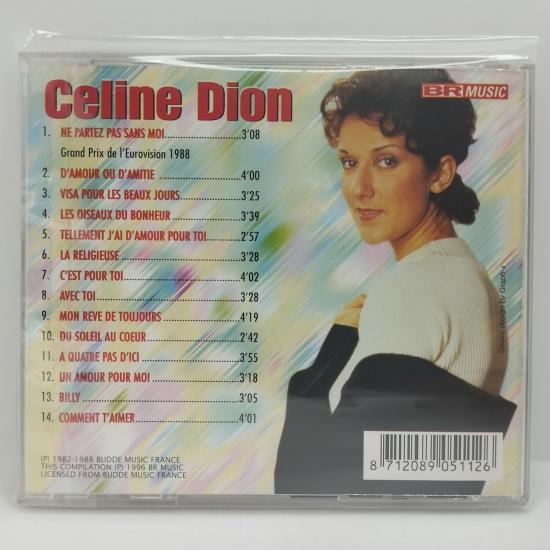 Celine Dion
BR MUSIC
1. NE PARTEZ PAS SANS MOI.....................3'08
Grand Prix de l'Eurovision 1988
2. D'AMOUR OU D'AMITIE .......................4'00
3. VISA POUR LES BEAUX JOURS.................3'25
4. LES OISEAUX DU BONHEUR ...................3'39
5. TELLEMENT J'AI D'AMOUR POUR TOI...........2'57
6. LA RELIGIEUSE ............................3'28
7. C'EST POUR TOI............................4'02
8. AVEC TOI .................................3'28
9. MON REVE DE TOUJOURS .....................4'19
10. DU SOLEIL AU COEUR ......................2'42
11. A QUATRE PAS D'ICI ......................3'55
12. UN AMOUR POUR MOI .......................3'18
13. BILLY ...................................3'05
14. COMMENT T'AIMER..........................4'01
Sleeve design by Graphix
(P) 1982-1988 BUDDE MUSIC FRANCE
THIS COMPILATION (P) 1996 BR MUSIC
LICENSED FROM BUDDE MUSIC FRANCE
8 712089 051126